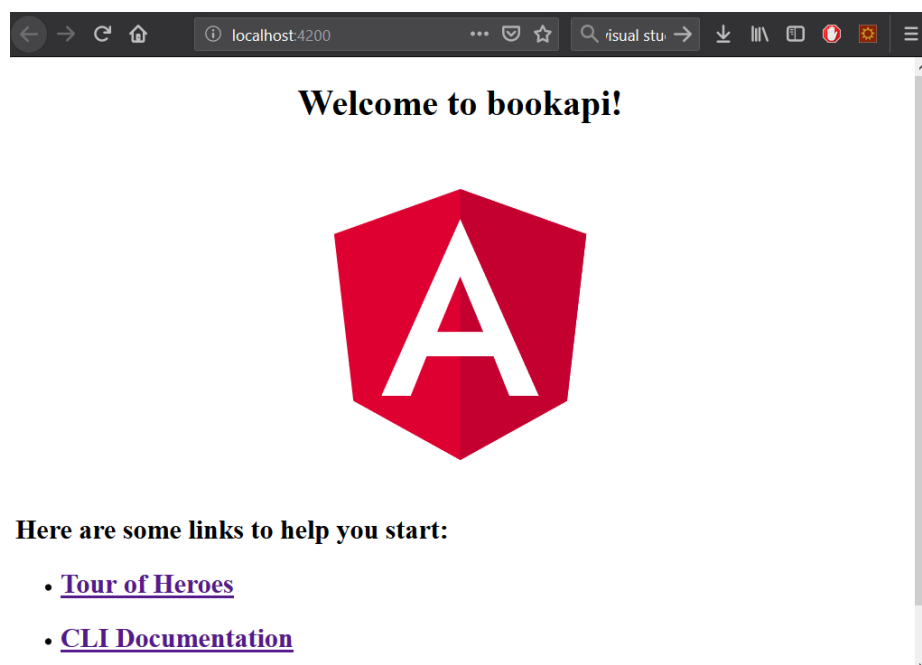 localhost:4200
visual stu
Welcome to bookapi!
A
Here are some links to help you start:
Tour of Heroes
CLI Documentation